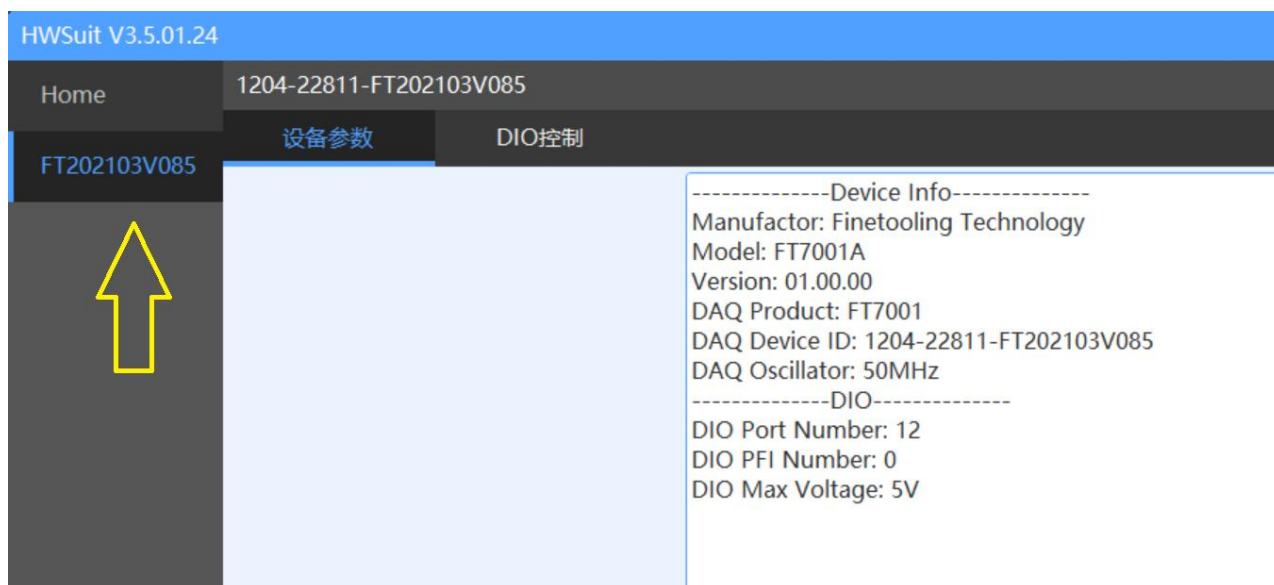 HWSuit V3.5.01.24
Home
FT202103V085
1204-22811-FT202103V085
设备参数
DIO控制
--------------Device Info--------------
Manufactor: Finetooling Technology
Model: FT7001A
Version: 01.00.00
DAQ Product: FT7001
DAQ Device ID: 1204-22811-FT202103V085
DAQ Oscillator: 50MHz
--------------DIO--------------
DIO Port Number: 12
DIO PFI Number: 0
DIO Max Voltage: 5V